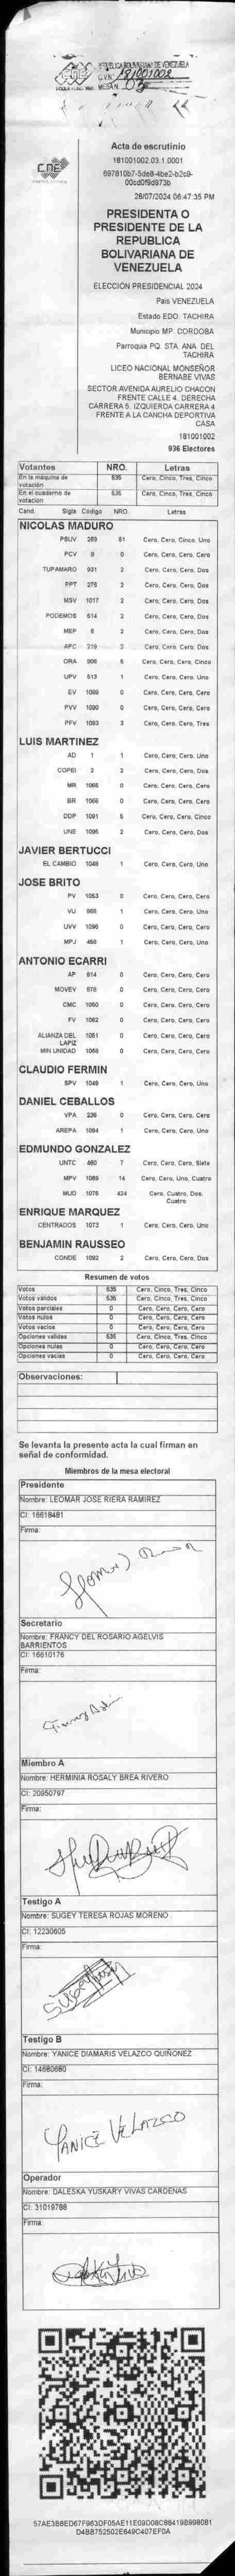 REPUBLICA BOLIVARIANA DE VENEZUELA
181001002
MESA N
03
CNE
Acta de escrutinio
181001002.03.1.0001
697810b7-5de8-4be2-b2c9-
00cd0f9d973b
28/07/2024 06:47:35 PM
PRESIDENTA O
PRESIDENTE DE LA
REPUBLICA
BOLIVARIANA DE
VENEZUELA
ELECCIÓN PRESIDENCIAL 2024
País VENEZUELA
Estado EDO. TACHIRA
Municipio MP. CORDOBA
Parroquia PQ. STA. ANA DEL
TACHIRA
LICEO NACIONAL MONSEÑOR
BERNABE VIVAS
SECTOR AVENIDA AURELIO CHACON
FRENTE CALLE 4. DERECHA
CARRERA 5. IZQUIERDA CARRERA 4
FRENTE A LA CANCHA DEPORTIVA
CASA
181001002
936 Electores
Votantes NRO. Letras
En la máquina de votación 535 Cero, Cinco, Tres, Cinco
En el cuaderno de votación 535 Cero, Cinco, Tres, Cinco
Cand. Sigla Codigo NRO. Letras
NICOLAS MADURO
PSUV 269 51 Cero, Cero, Cinco, Uno
PCV 9 0 Cero, Cero, Cero, Cero
TUPAMARO 931 2 Cero, Cero, Cero, Dos
PPT 276 2 Cero, Cero, Cero, Dos
MSV 1017 2 Cero, Cero, Cero, Dos
PODEMOS 514 2 Cero, Cero, Cero, Dos
MEP 6 2 Cero, Cero, Cero, Dos
APC 219 2 Cero, Cero, Cero, Dos
ORA 906 5 Cero, Cero, Cero, Cinco
UPV 513 1 Cero, Cero, Cero, Uno
EV 1089 0 Cero, Cero, Cero, Cero
PVV 1090 0 Cero, Cero, Cero, Cero
PFV 1093 3 Cero, Cero, Cero, Tres
LUIS MARTINEZ
AD 1 1 Cero, Cero, Cero, Uno
COPEI 2 2 Cero, Cero, Cero, Dos
MR 1065 0 Cero, Cero, Cero, Cero
BR 1066 0 Cero, Cero, Cero, Cero
DDP 1091 5 Cero, Cero, Cero, Cinco
UNE 1095 2 Cero, Cero, Cero, Dos
JAVIER BERTUCCI
EL CAMBIO 1048 1 Cero, Cero, Cero, Uno
JOSE BRITO
PV 1053 0 Cero, Cero, Cero, Cero
VU 868 1 Cero, Cero, Cero, Uno
UVV 1096 0 Cero, Cero, Cero, Cero
MPJ 468 1 Cero, Cero, Cero, Uno
ANTONIO ECARRI
AP 914 0 Cero, Cero, Cero, Cero
MOVEV 876 0 Cero, Cero, Cero, Cero
CMC 1050 0 Cero, Cero, Cero, Cero
FV 1062 0 Cero, Cero, Cero, Cero
ALIANZA DEL LAPIZ 1051 0 Cero, Cero, Cero, Cero
MIN UNIDAD 1068 0 Cero, Cero, Cero, Cero
CLAUDIO FERMIN
SPV 1049 1 Cero, Cero, Cero, Uno
DANIEL CEBALLOS
VPA 236 0 Cero, Cero, Cero, Cero
AREPA 1094 1 Cero, Cero, Cero, Uno
EDMUNDO GONZALEZ
UNTC 460 7 Cero, Cero, Cero, Siete
MPV 1069 14 Cero, Cero, Uno, Cuatro
MUD 1075 424 Cero, Cuatro, Dos, Cuatro
ENRIQUE MARQUEZ
CENTRADOS 1073 1 Cero, Cero, Cero, Uno
BENJAMIN RAUSSEO
CONDE 1092 2 Cero, Cero, Cero, Dos
Resumen de votos
Votos 535 Cero, Cinco, Tres, Cinco
Votos validos 535 Cero, Cinco, Tres, Cinco
Votos parciales 0 Cero, Cero, Cero, Cero
Votos nulos 0 Cero, Cero, Cero, Cero
Votos vacios 0 Cero, Cero, Cero, Cero
Opciones validas 535 Cero, Cinco, Tres, Cinco
Opciones nulas 0 Cero, Cero, Cero, Cero
Opciones vacias 0 Cero, Cero, Cero, Cero
Observaciones:
Se levanta la presente acta la cual firman en
señal de conformidad.
Miembros de la mesa electoral
Presidente
Nombre: LEOMAR JOSE RIERA RAMIREZ
CI: 16618481
Firma:
Secretario
Nombre: FRANCY DEL ROSARIO AGELVIS
BARRIENTOS
CI: 16610176
Firma:
Miembro A
Nombre: HERMINIA ROSALY BREA RIVERO
CI: 20950797
Firma:
Testigo A
Nombre: SUGEY TERESA ROJAS MORENO
CI: 12230605
Firma:
Testigo B
Nombre: YANICE DIAMARIS VELAZCO QUIÑONEZ
CI: 14680680
Firma:
YANICE VELAZCO
Operador
Nombre: DALESKA YUSKARY VIVAS CARDENAS
CI: 31019788
Firma:
57AE3B8ED67F963DF05AE11E09D08C88419B998081
D4BB752502E649C407EF0A